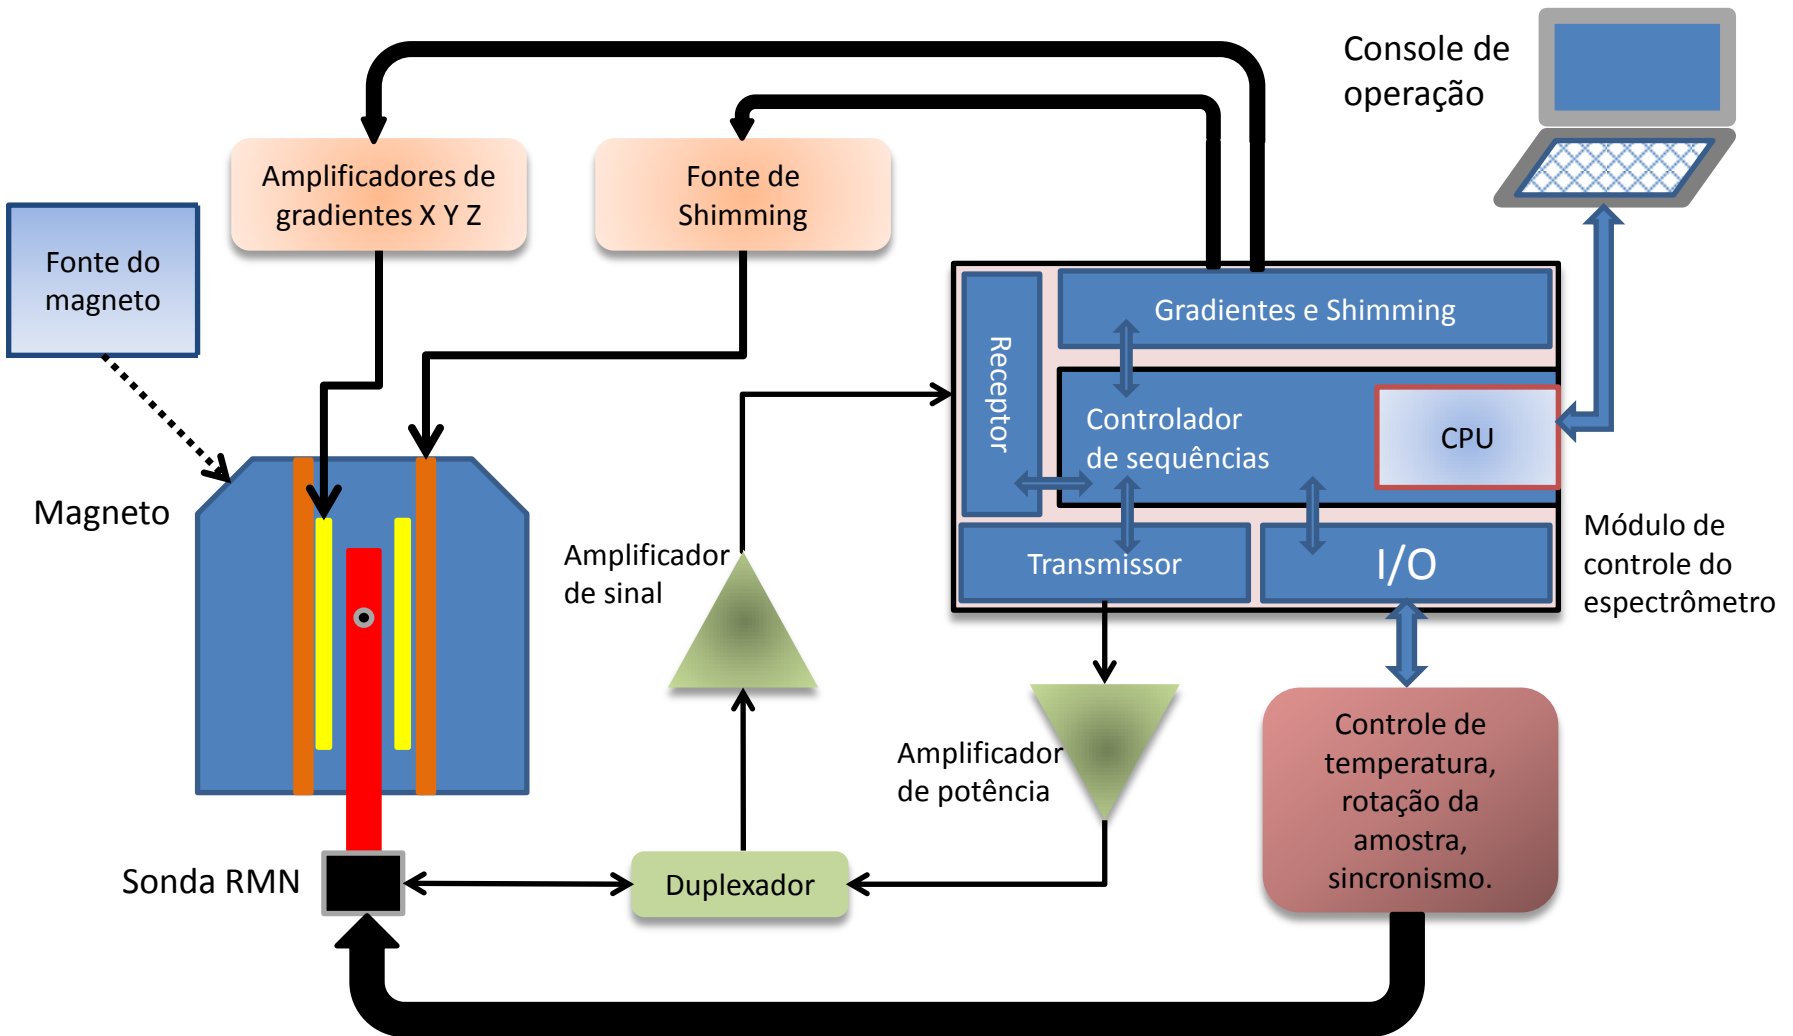 Console de
operação
Amplificadores de
gradientes X Y Z
Fonte de
Shimming
Fonte do
magneto
Gradientes e Shimming
Receptor
Controlador
de sequências
CPU
Magneto
Amplificador
de sinal
Transmissor
I/O
Módulo de
controle do
espectrômetro
Amplificador
de potência
Controle de
temperatura,
rotação da
amostra,
sincronismo.
Sonda RMN
Duplexador